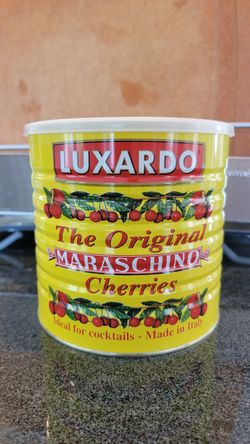 LUXARDO
The Original
MARASCHINO
Cherries
Ideal for cocktails - Made in Italy